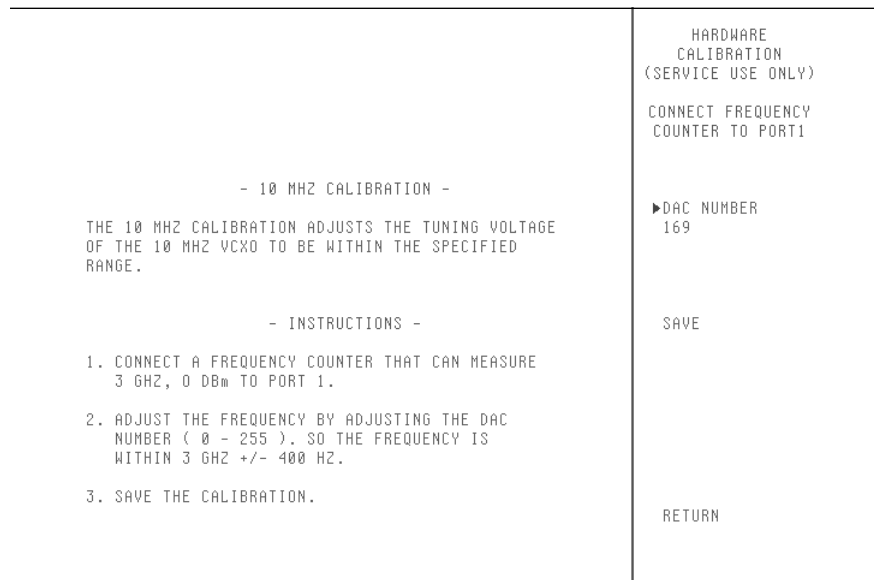 HARDWARE
CALIBRATION
(SERVICE USE ONLY)
CONNECT FREQUENCY
COUNTER TO PORT1
- 10 MHZ CALIBRATION -
THE 10 MHZ CALIBRATION ADJUSTS THE TUNING VOLTAGE
OF THE 10 MHZ VCXO TO BE WITHIN THE SPECIFIED
RANGE.
- INSTRUCTIONS -
1. CONNECT A FREQUENCY COUNTER THAT CAN MEASURE
3 GHZ, 0 DBm TO PORT 1.
2. ADJUST THE FREQUENCY BY ADJUSTING THE DAC
NUMBER ( 0 - 255 ). SO THE FREQUENCY IS
WITHIN 3 GHZ +/- 400 HZ.
3. SAVE THE CALIBRATION.
▶DAC NUMBER
169
SAVE
RETURN